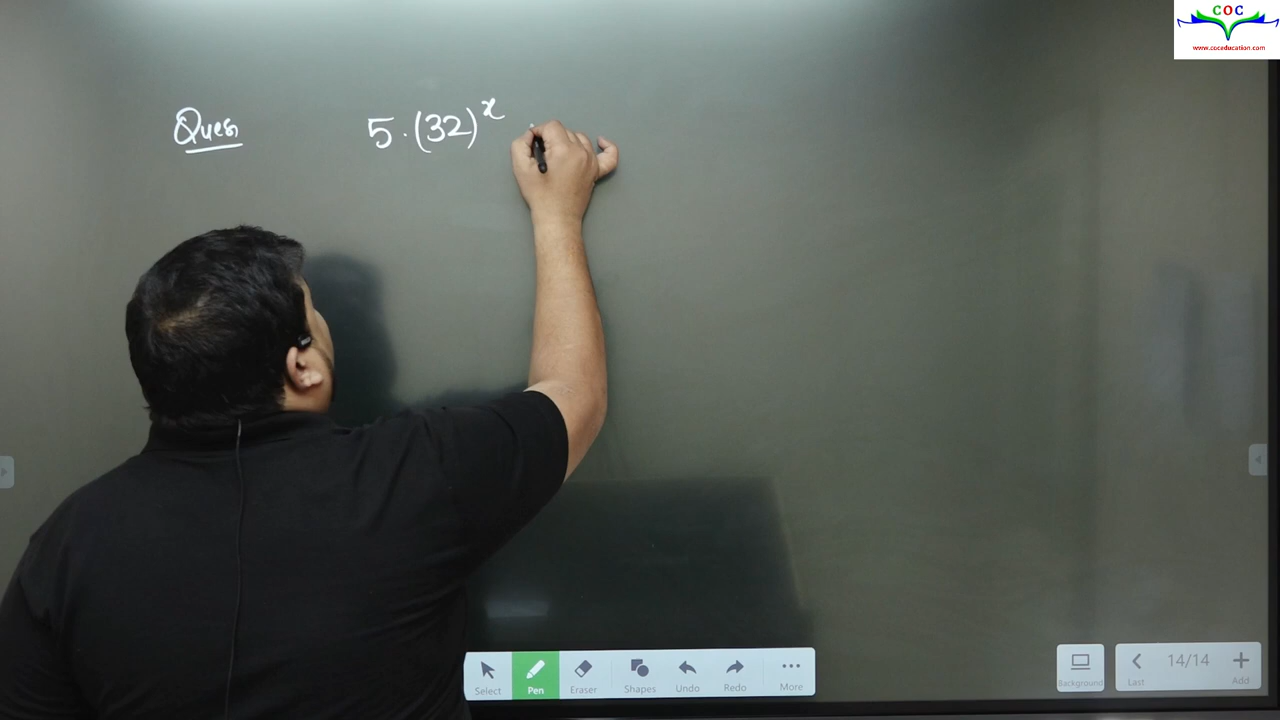 COC
www.coceducation.com
Ques 5·(32)^x
Select Pen Eraser Shapes Undo Redo More
Background
Last 14/14 Add